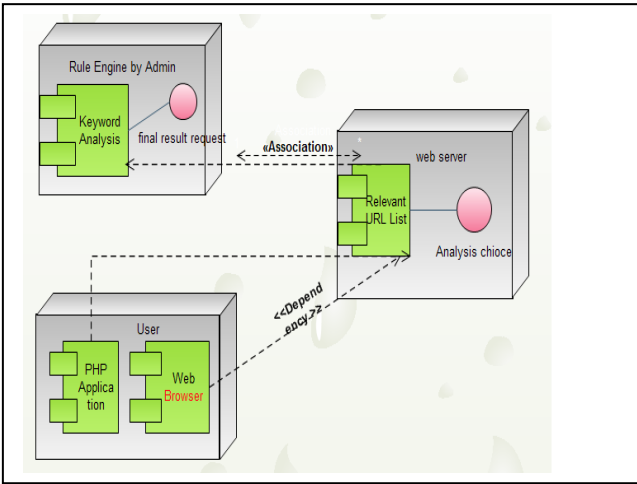 Rule Engine by Admin
Keyword
Analysis
final result request
«Association»
web server
Relevant
URL List
Analysis chioce
<<Depend
ency>>
User
PHP
Applica
tion
Web
Browser